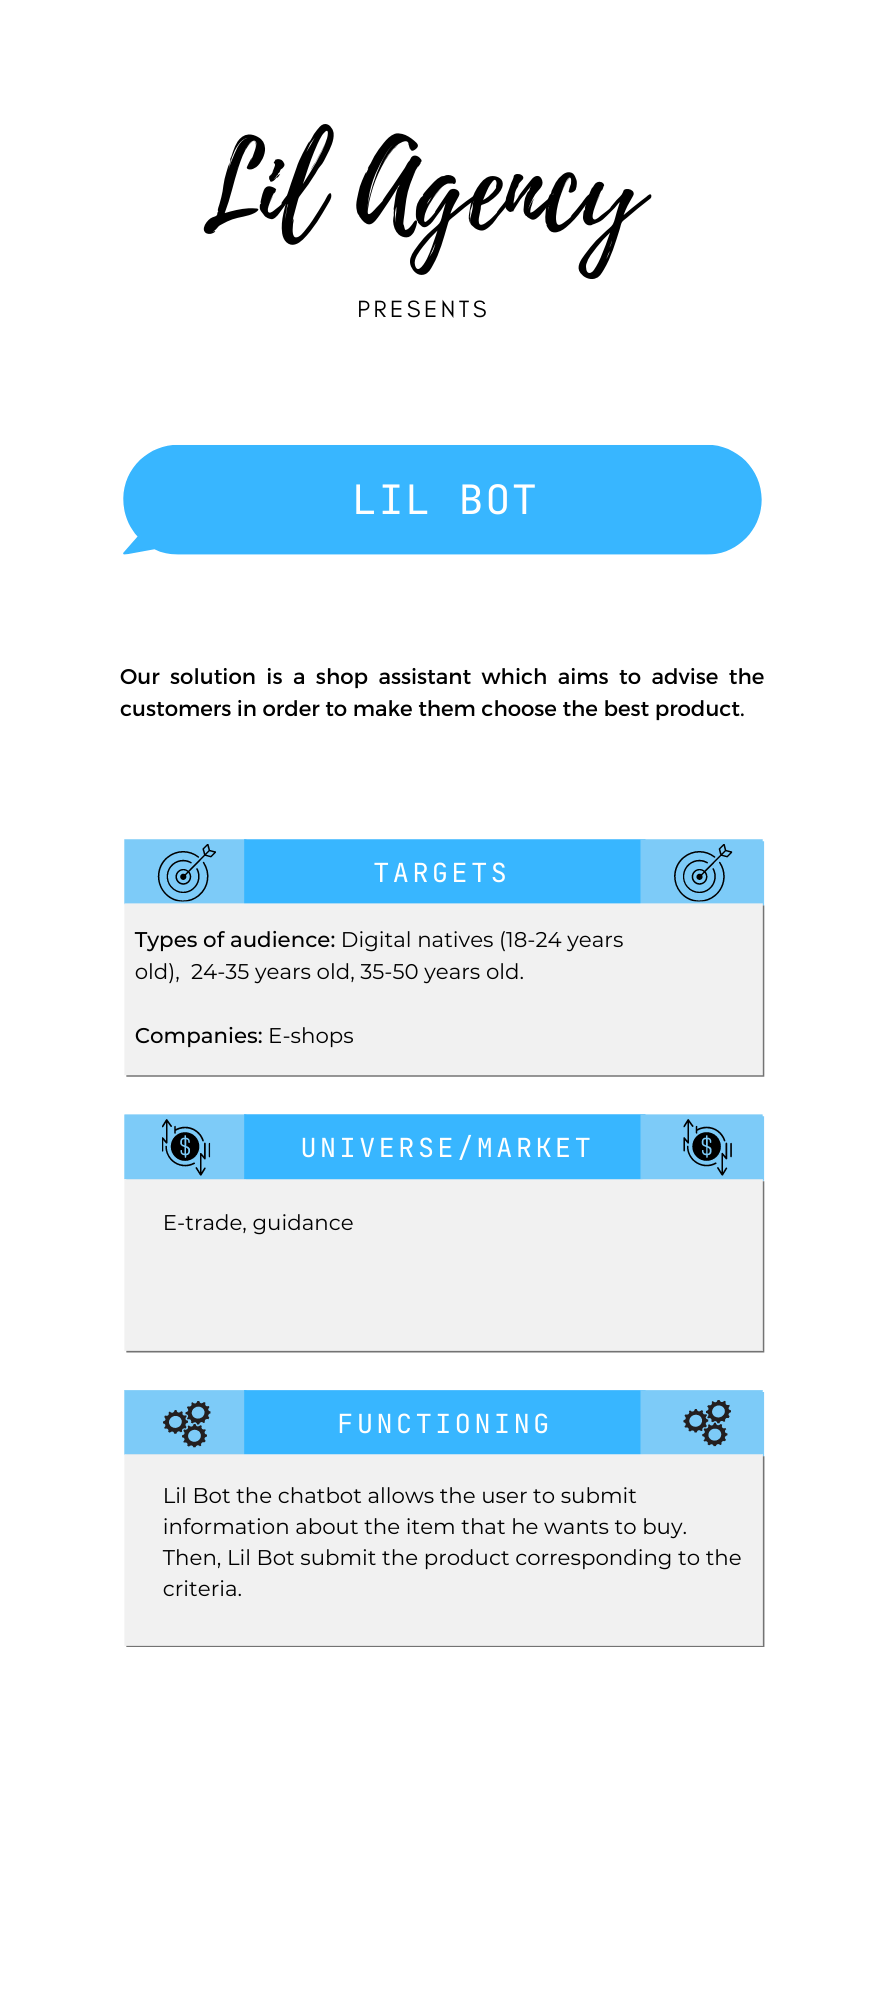 Lil Agency
PRESENTS
LIL BOT
Our solution is a shop assistant which aims to advise the
customers in order to make them choose the best product.
TARGETS
Types of audience: Digital natives (18-24 years
old),  24-35 years old, 35-50 years old.
Companies: E-shops
$ $
UNIVERSE/MARKET
E-trade, guidance
FUNCTIONING
Lil Bot the chatbot allows the user to submit
information about the item that he wants to buy.
Then, Lil Bot submit the product corresponding to the
criteria.